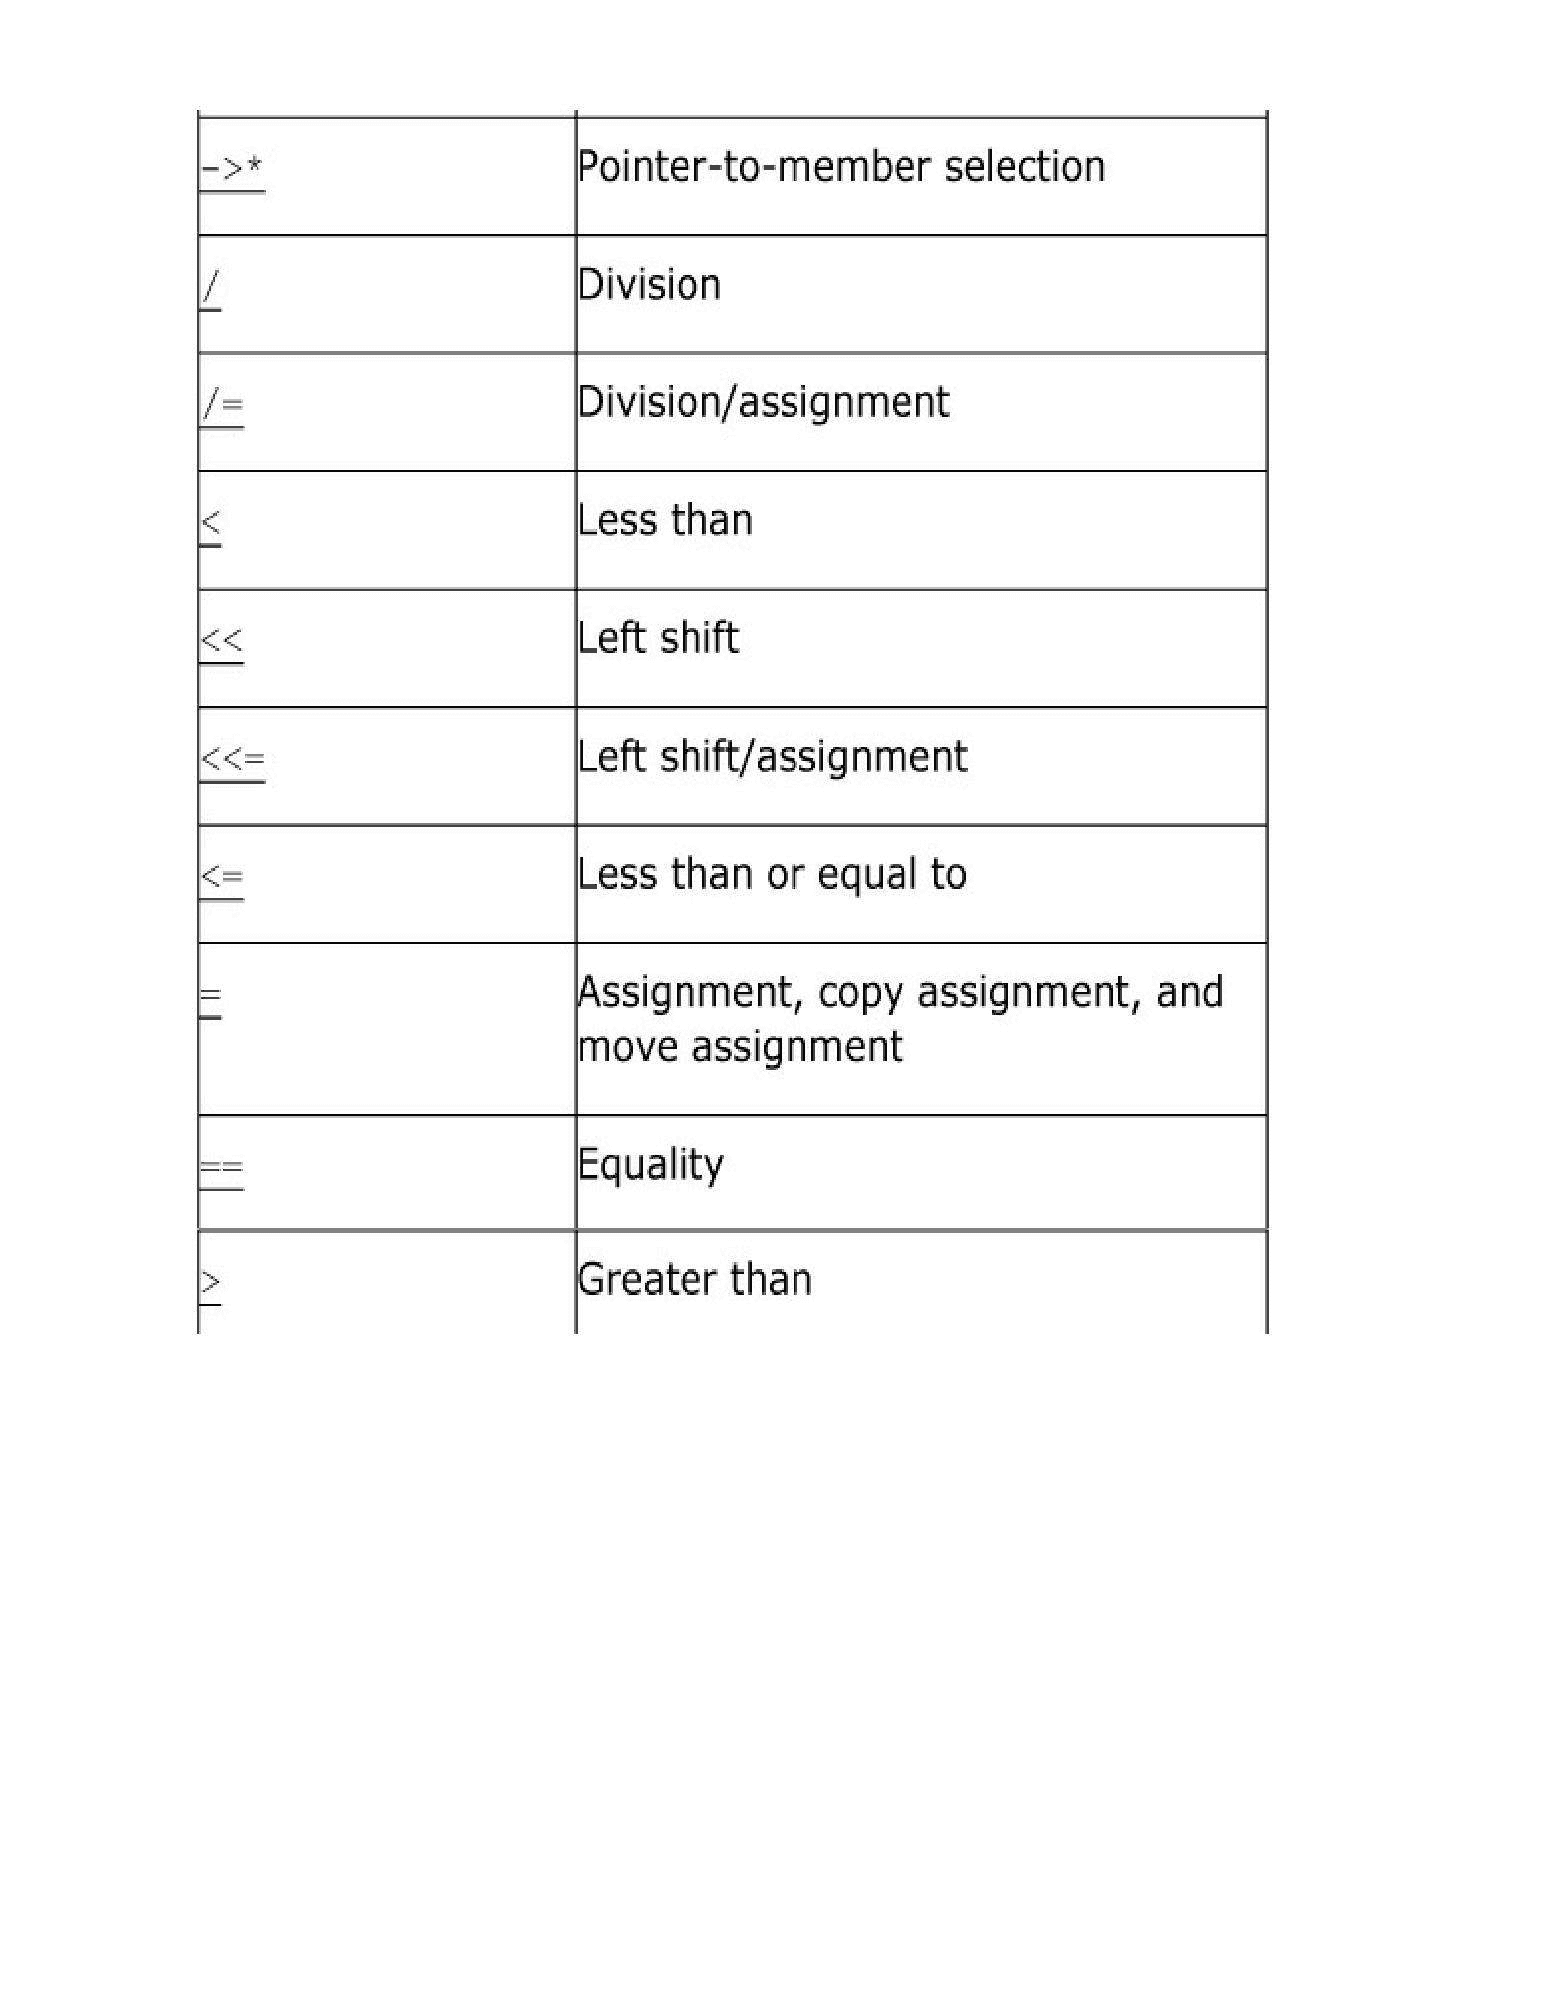 ->* Pointer-to-member selection
/ Division
/= Division/assignment
< Less than
<< Left shift
<<= Left shift/assignment
<= Less than or equal to
= Assignment, copy assignment, and
move assignment
== Equality
> Greater than